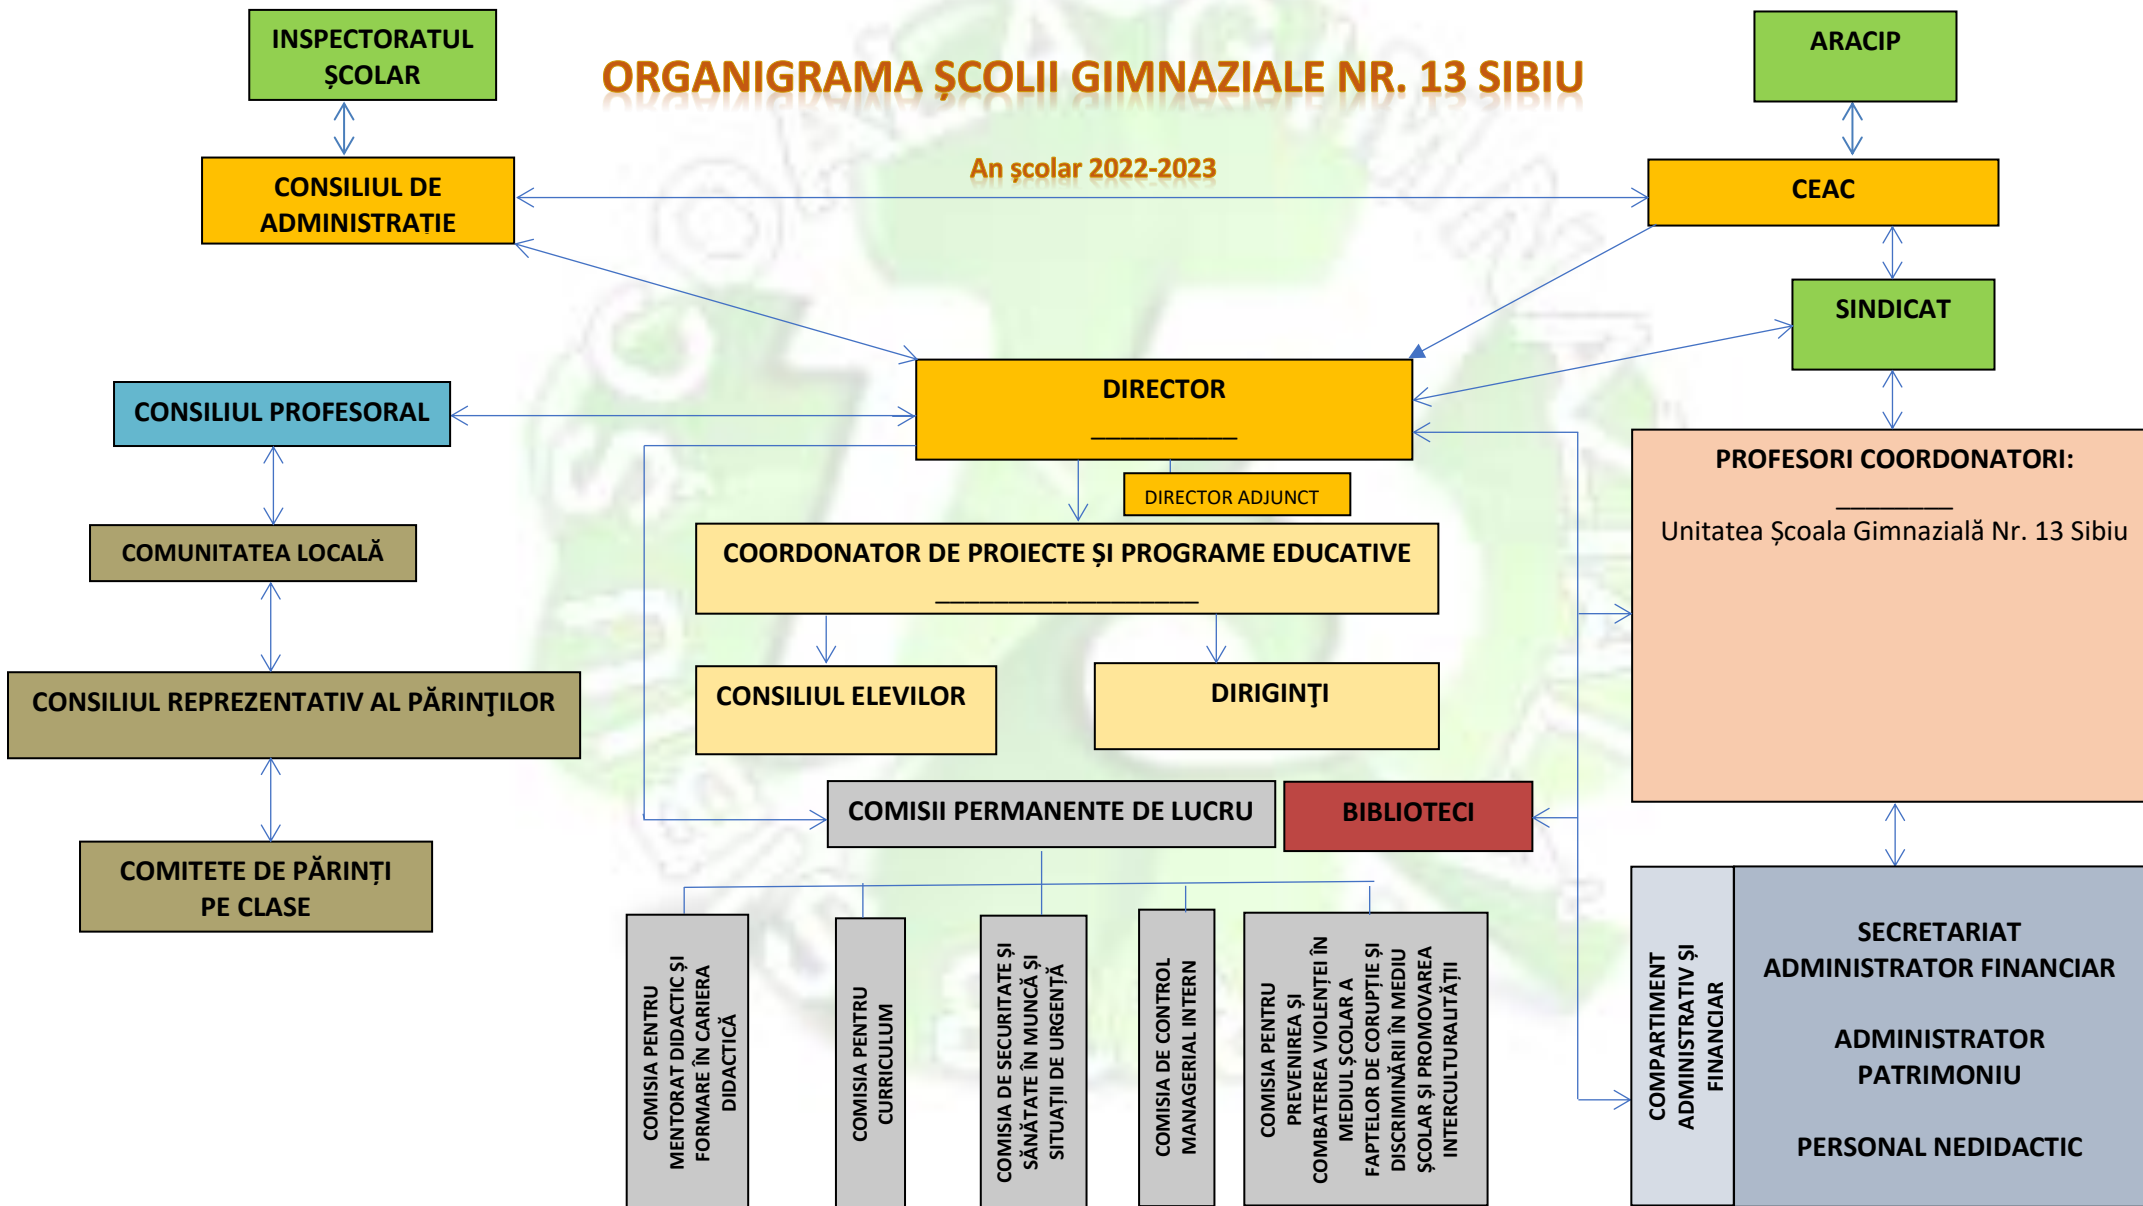 INSPECTORATUL
ȘCOLAR
ARACIP
ORGANIGRAMA ȘCOLII GIMNAZIALE NR. 13 SIBIU
An școlar 2022-2023
CONSILIUL DE
ADMINISTRAȚIE
CEAC
SINDICAT
DIRECTOR
__________
CONSILIUL PROFESORAL
DIRECTOR ADJUNCT
PROFESORI COORDONATORI:
________
Unitatea Școala Gimnazială Nr. 13 Sibiu
COMUNITATEA LOCALĂ
COORDONATOR DE PROIECTE ȘI PROGRAME EDUCATIVE
__________________
CONSILIUL REPREZENTATIV AL PĂRINŢILOR
CONSILIUL ELEVILOR
DIRIGINŢI
COMISII PERMANENTE DE LUCRU
BIBLIOTECI
COMITETE DE PĂRINȚI
PE CLASE
COMISIA PENTRU
MENTORAT DIDACTIC ȘI
FORMARE ÎN CARIERA
DIDACTICĂ
COMISIA PENTRU
CURRICULUM
COMISIA DE SECURITATE ȘI
SĂNĂTATE ÎN MUNCĂ ȘI
SITUAȚII DE URGENȚĂ
COMISIA DE CONTROL
MANAGERIAL INTERN
COMISIA PENTRU
PREVENIREA ȘI
COMBATEREA VIOLENȚEI ÎN
MEDIUL ȘCOLAR A
FAPTELOR DE CORUPȚIE ȘI
DISCRIMINĂRII ÎN MEDIU
ȘCOLAR ȘI PROMOVAREA
INTERCULTURALITĂȚII
COMPARTIMENT
ADMINISTRATIV ȘI
FINANCIAR
SECRETARIAT
ADMINISTRATOR FINANCIAR
ADMINISTRATOR
PATRIMONIU
PERSONAL NEDIDACTIC